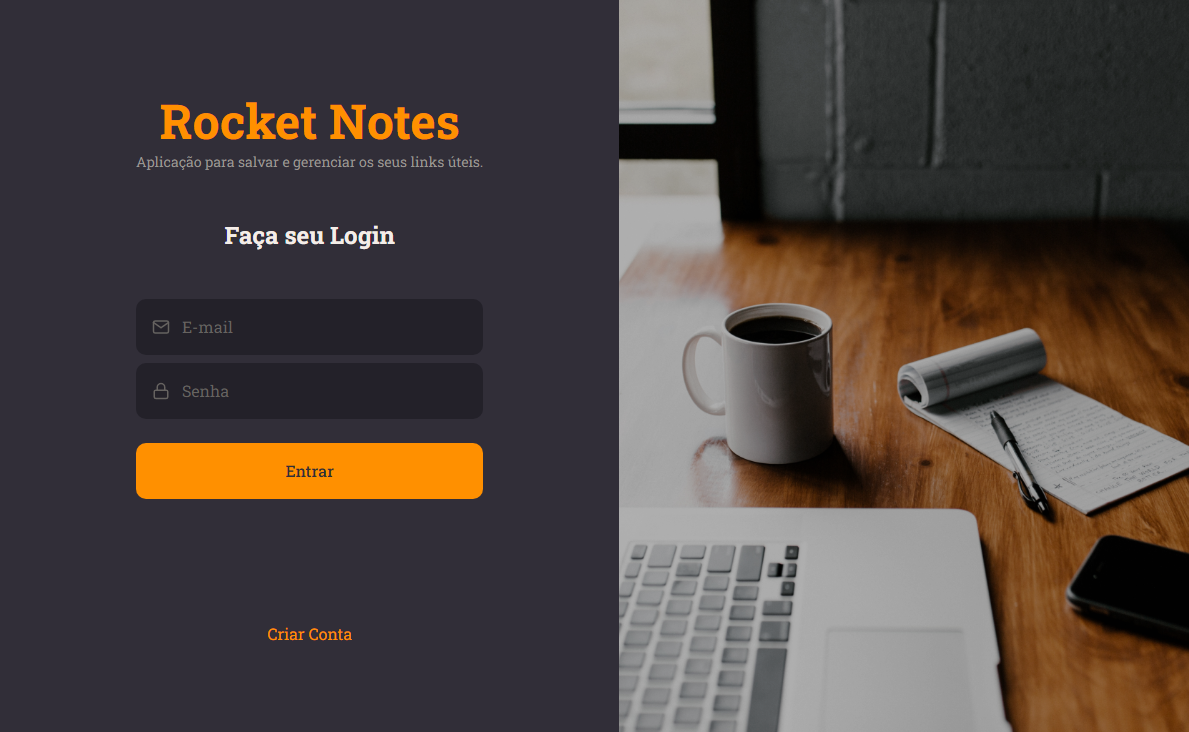 Rocket Notes
Aplicação para salvar e gerenciar os seus links úteis.
Faça seu Login
E-mail
Senha
Entrar
Criar Conta